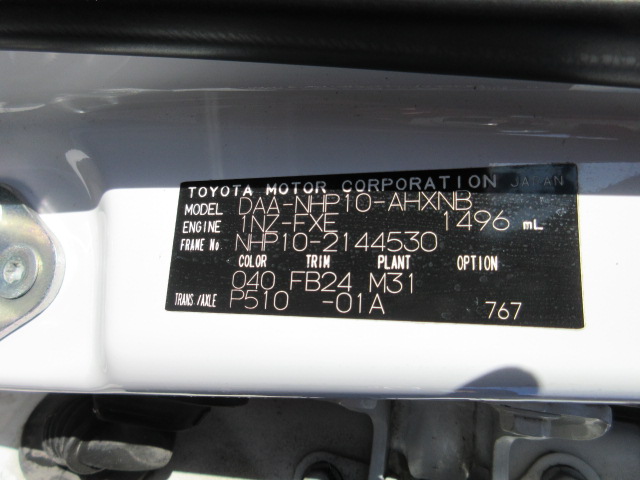 TOYOTA MOTOR CORPORATION JAPAN
MODEL DAA-NHP10-AHXNB
ENGINE 1NZ-FXE 1496 mL
FRAME No. NHP10-2144530
COLOR TRIM PLANT OPTION
040 FB24 M31
TRANS/AXLE P510 -01A 767